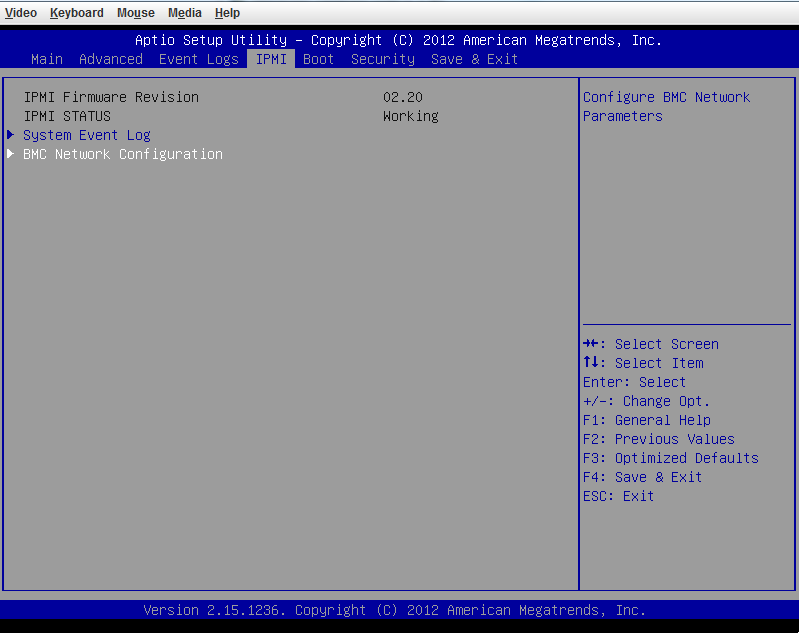 Video Keyboard Mouse Media Help
Aptio Setup Utility – Copyright (C) 2012 American Megatrends, Inc.
Main Advanced Event Logs IPMI Boot Security Save & Exit
IPMI Firmware Revision 02.20
IPMI STATUS Working
System Event Log
BMC Network Configuration
Configure BMC Network
Parameters
→←: Select Screen
↑↓: Select Item
Enter: Select
+/-: Change Opt.
F1: General Help
F2: Previous Values
F3: Optimized Defaults
F4: Save & Exit
ESC: Exit
Version 2.15.1236. Copyright (C) 2012 American Megatrends, Inc.